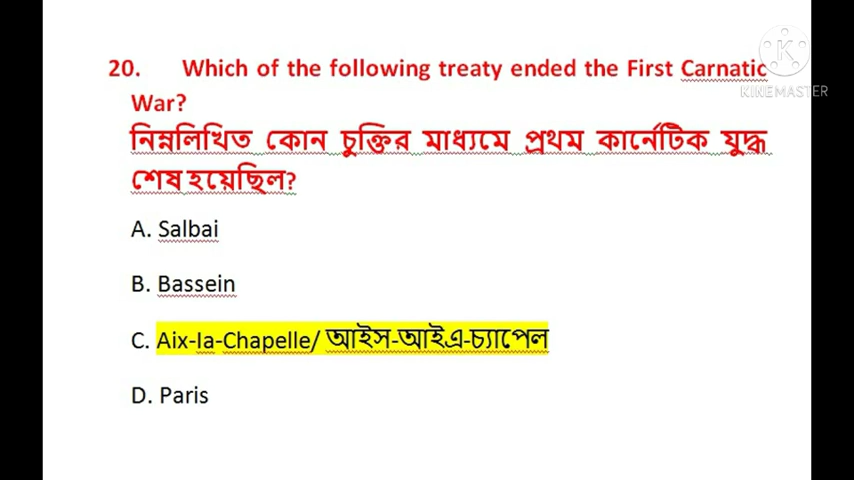 20. Which of the following treaty ended the First Carnatic
War?
নিম্নলিখিত কোন চুক্তির মাধ্যমে প্রথম কার্নেটিক যুদ্ধ
শেষ হয়েছিল?
A. Salbai
B. Bassein
C. Aix-Ia-Chapelle/ আইস-আইএ-চ্যাপেল
D. Paris
K
KINEMASTER